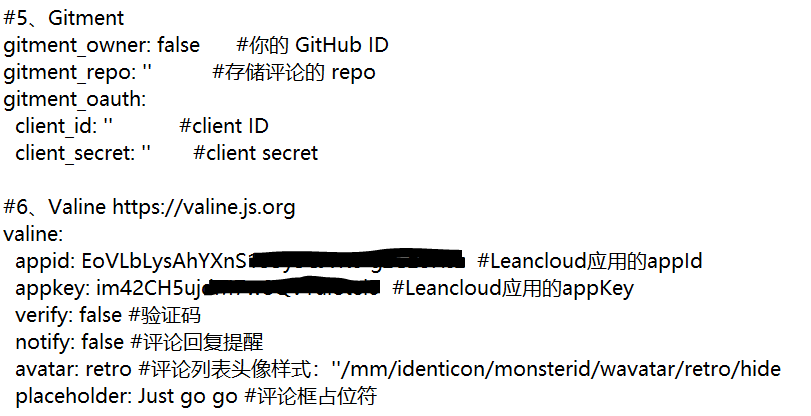 #5、Gitment
gitment_owner: false #你的 GitHub ID
gitment_repo: '' #存储评论的 repo
gitment_oauth:
client_id: '' #client ID
client_secret: '' #client secret
#6、Valine https://valine.js.org
valine:
appid: EoVLbLysAhYXnS #Leancloud应用的appId
appkey: im42CH5uj #Leancloud应用的appKey
verify: false #验证码
notify: false #评论回复提醒
avatar: retro #评论列表头像样式：''/mm/identicon/monsterid/wavatar/retro/hide
placeholder: Just go go #评论框占位符